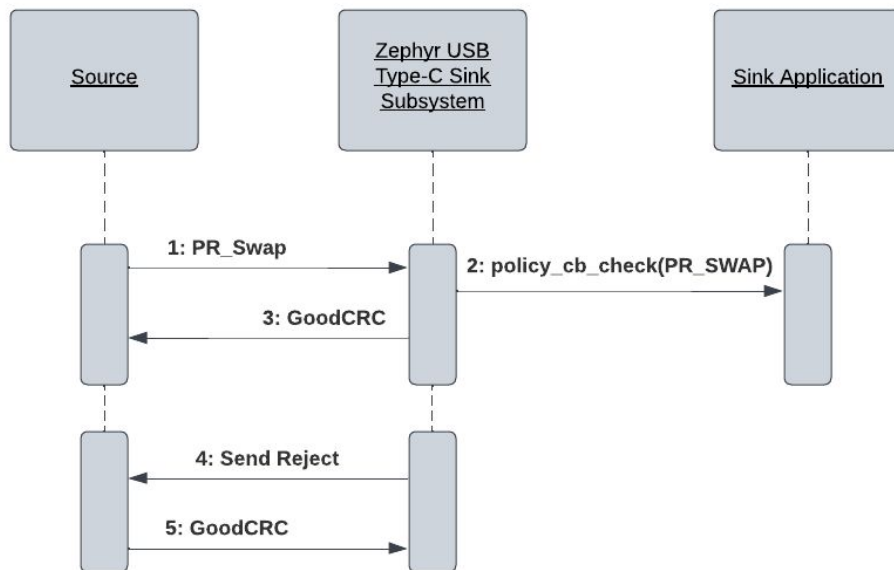 Source
Zephyr USB
Type-C Sink
Subsystem
Sink Application
1: PR_Swap
2: policy_cb_check(PR_SWAP)
3: GoodCRC
4: Send Reject
5: GoodCRC